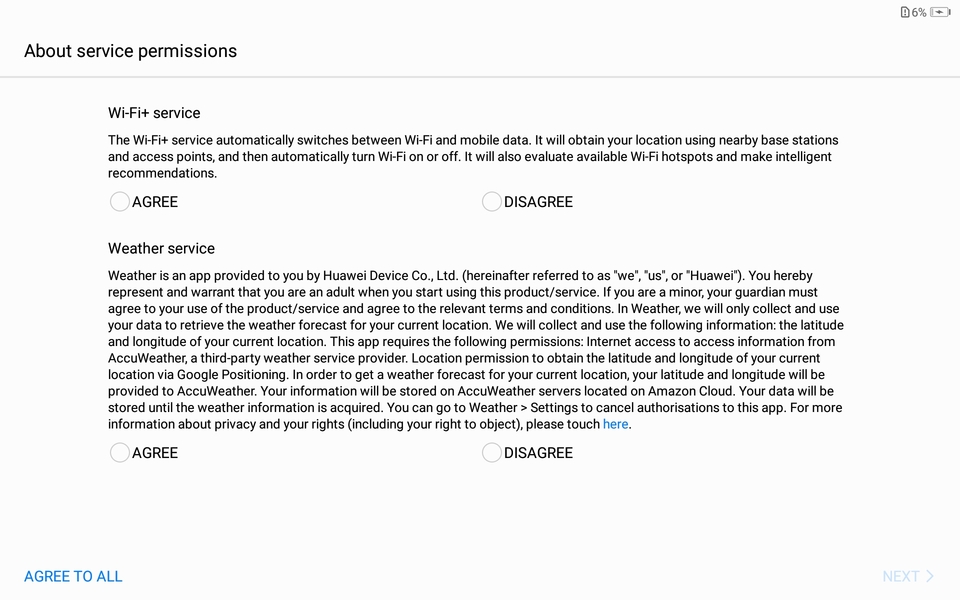 6%
About service permissions
Wi-Fi+ service
The Wi-Fi+ service automatically switches between Wi-Fi and mobile data. It will obtain your location using nearby base stations
and access points, and then automatically turn Wi-Fi on or off. It will also evaluate available Wi-Fi hotspots and make intelligent
recommendations.
AGREE DISAGREE
Weather service
Weather is an app provided to you by Huawei Device Co., Ltd. (hereinafter referred to as "we", "us", or "Huawei"). You hereby
represent and warrant that you are an adult when you start using this product/service. If you are a minor, your guardian must
agree to your use of the product/service and agree to the relevant terms and conditions. In Weather, we will only collect and use
your data to retrieve the weather forecast for your current location. We will collect and use the following information: the latitude
and longitude of your current location. This app requires the following permissions: Internet access to access information from
AccuWeather, a third-party weather service provider. Location permission to obtain the latitude and longitude of your current
location via Google Positioning. In order to get a weather forecast for your current location, your latitude and longitude will be
provided to AccuWeather. Your information will be stored on AccuWeather servers located on Amazon Cloud. Your data will be
stored until the weather information is acquired. You can go to Weather > Settings to cancel authorisations to this app. For more
information about privacy and your rights (including your right to object), please touch here.
AGREE DISAGREE
AGREE TO ALL NEXT